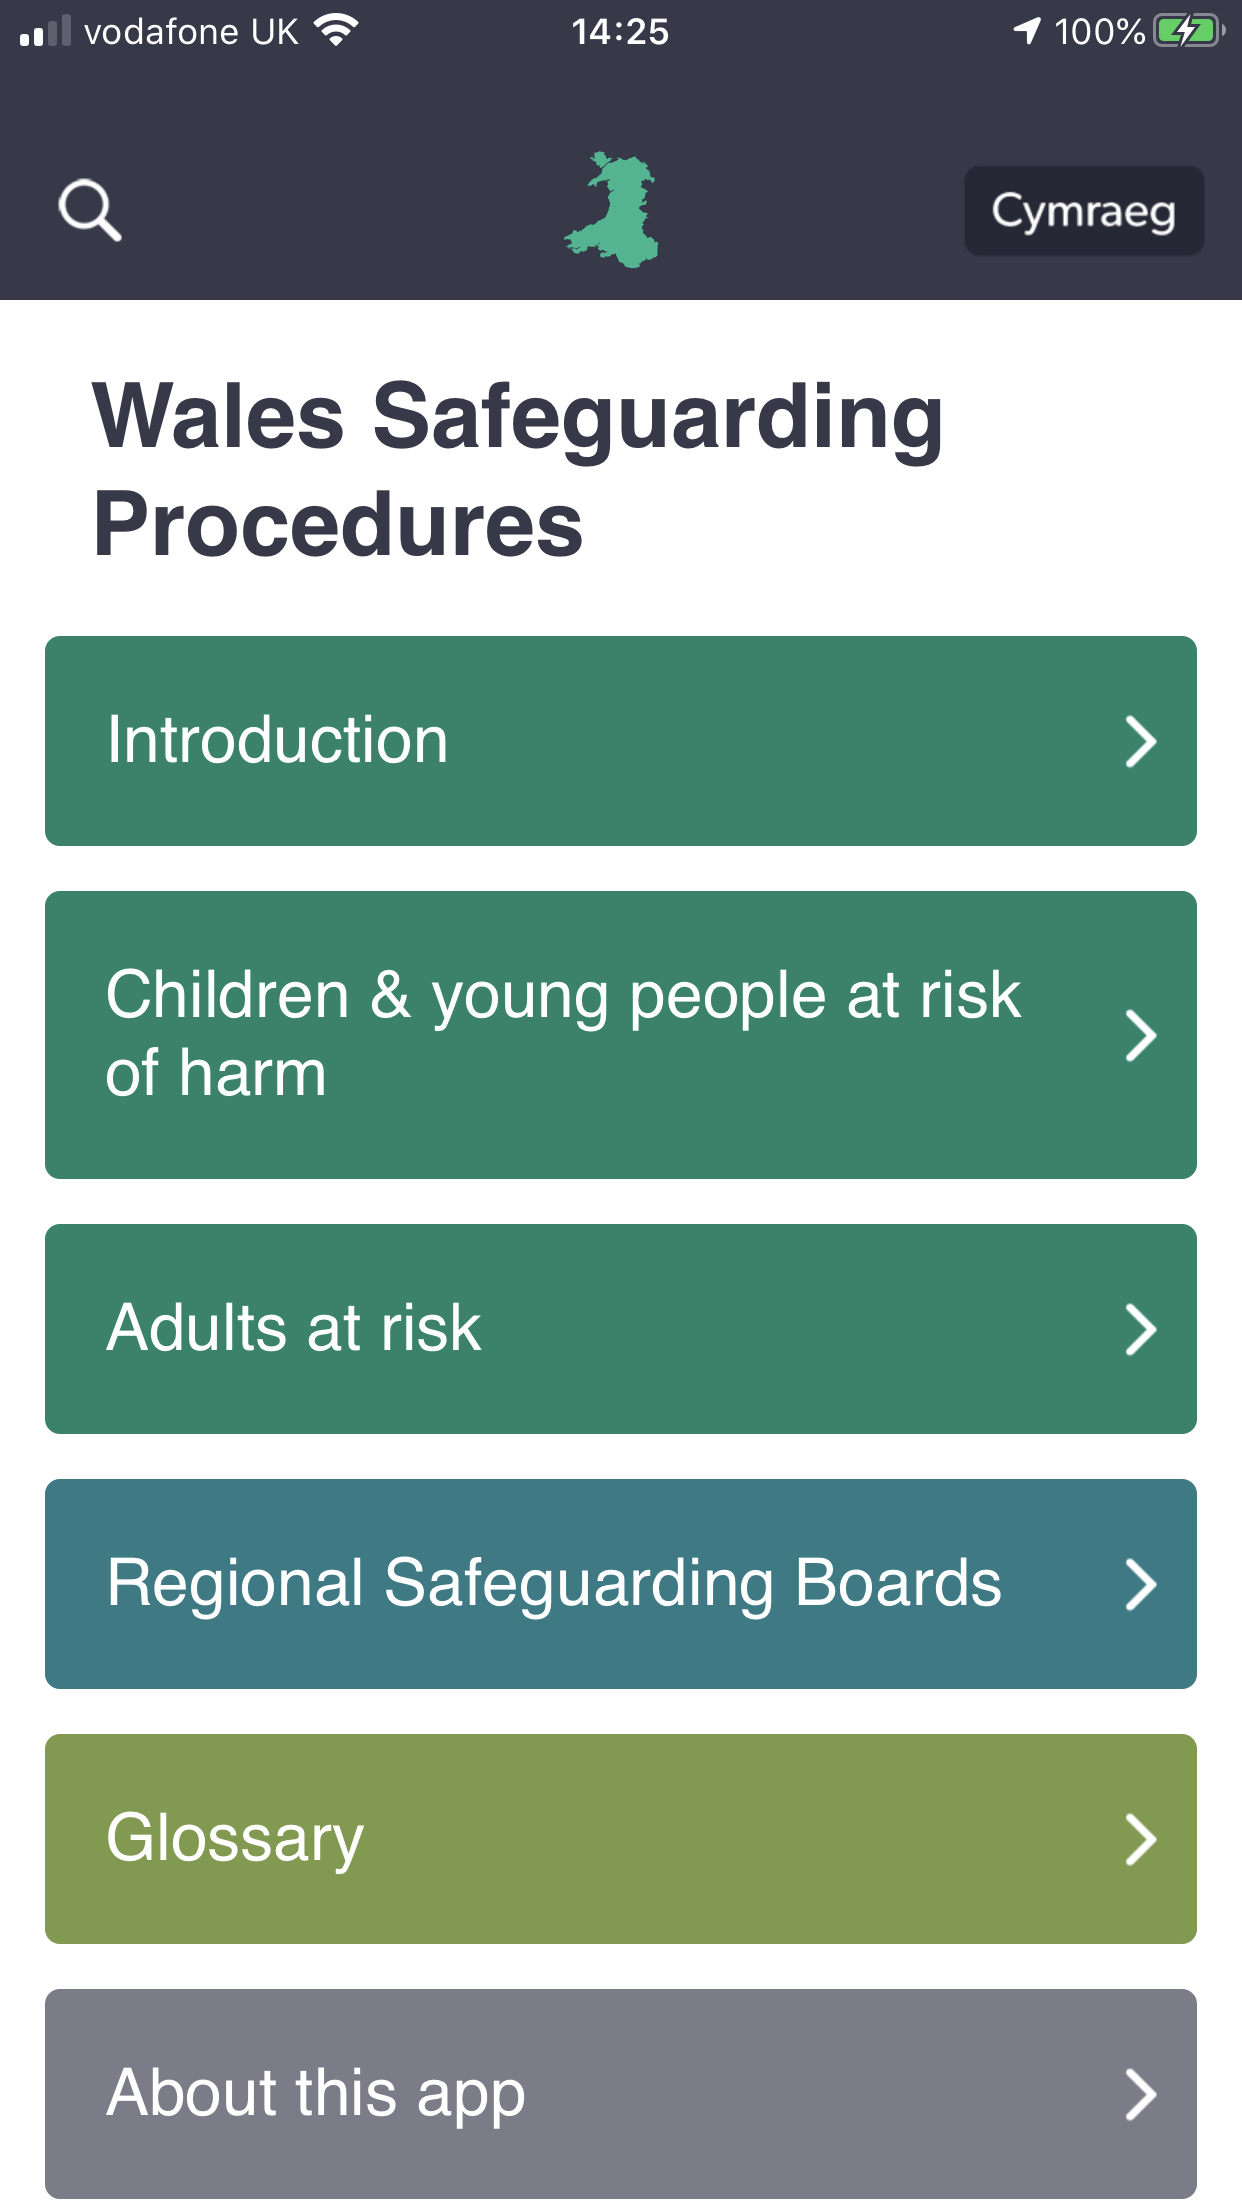 vodafone UK 14:25 100%
Cymraeg
Wales Safeguarding
Procedures
Introduction
Children & young people at risk
of harm
Adults at risk
Regional Safeguarding Boards
Glossary
About this app